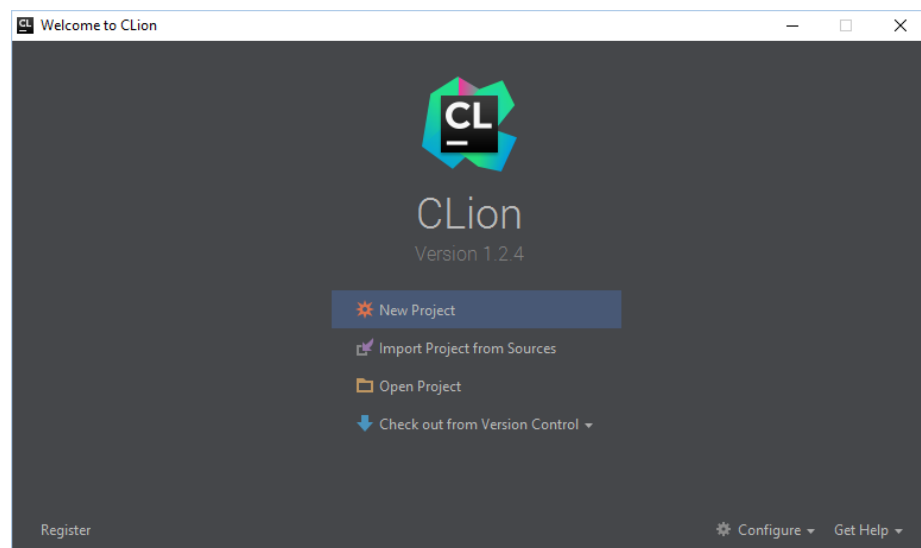 CL Welcome to CLion
CL
CLion
Version 1.2.4
New Project
Import Project from Sources
Open Project
Check out from Version Control
Register Configure Get Help